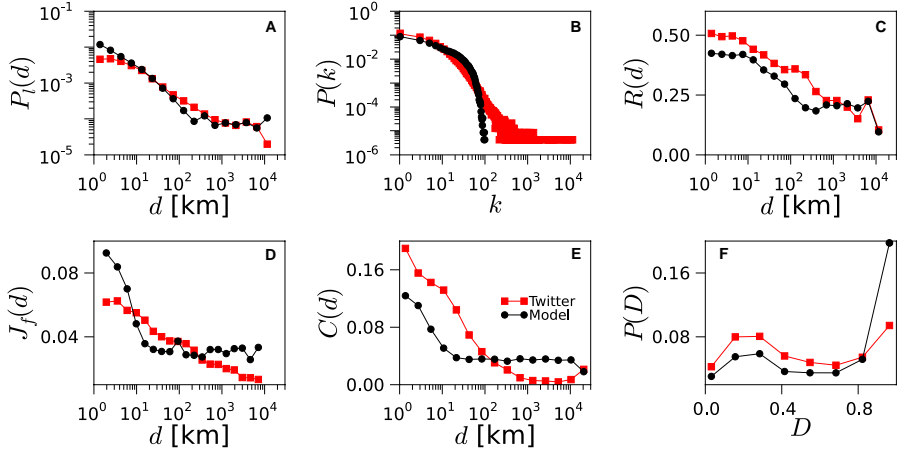 A
P_l(d)
10^-1
10^-3
10^-5
10^0 10^1 10^2 10^3 10^4
d [km]
B
P(k)
10^0
10^-2
10^-4
10^-6
10^0 10^1 10^2 10^3 10^4
k
C
R(d)
0.50
0.25
0.00
10^0 10^1 10^2 10^3 10^4
d [km]
D
J_f(d)
0.08
0.04
10^0 10^1 10^2 10^3 10^4
d [km]
E
C(d)
0.16
0.08
0.00
Twitter
Model
10^0 10^1 10^2 10^3 10^4
d [km]
F
P(D)
0.16
0.08
0.0 0.4 0.8
D